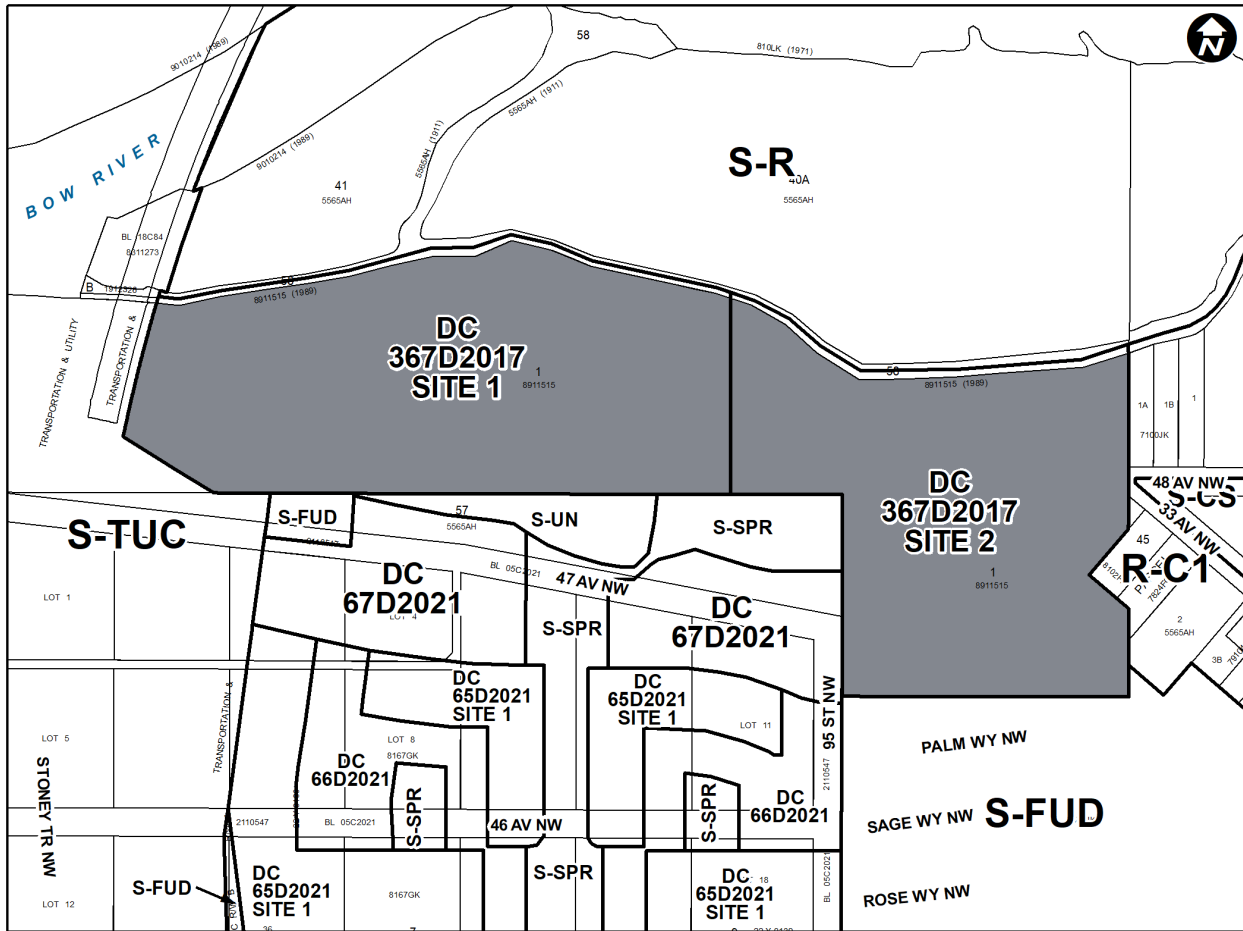 N
58
9010214 (1989)
810LK (1971)
5565AH (1911)
5565AH (1911)
9010214 (1989)
BOW RIVER
S-R
41
5565AH
40A
5565AH
BL 18C84
8311273
B
58
8911515 (1989)
TRANSPORTATION & UTILITY
TRANSPORTATION &
DC
367D2017
SITE 1
1
8911515
58
8911515 (1989)
1A
1B
1
7100JK
DC
367D2017
SITE 2
1
8911515
48 AV NW
S-CS
33 AV NW
45
R-C1
2
5565AH
3B
S-TUC
S-FUD
57
5565AH
S-UN
S-SPR
LOT 1
DC
67D2021
LOT 4
BL 05C2021
47 AV NW
S-SPR
DC
67D2021
TRANSPORTATION &
DC
65D2021
SITE 1
DC
65D2021
SITE 1
LOT 11
95 ST NW
2110547
LOT 5
LOT 8
8167GK
DC
66D2021
S-SPR
S-SPR
DC
66D2021
STONEY TR NW
2110547
BL 05C2021
46 AV NW
PALM WY NW
SAGE WY NW
S-FUD
ROSE WY NW
BL 05C2021
S-FUD
DC
65D2021
SITE 1
8167GK
S-SPR
DC
65D2021
SITE 1
18
LOT 12
36